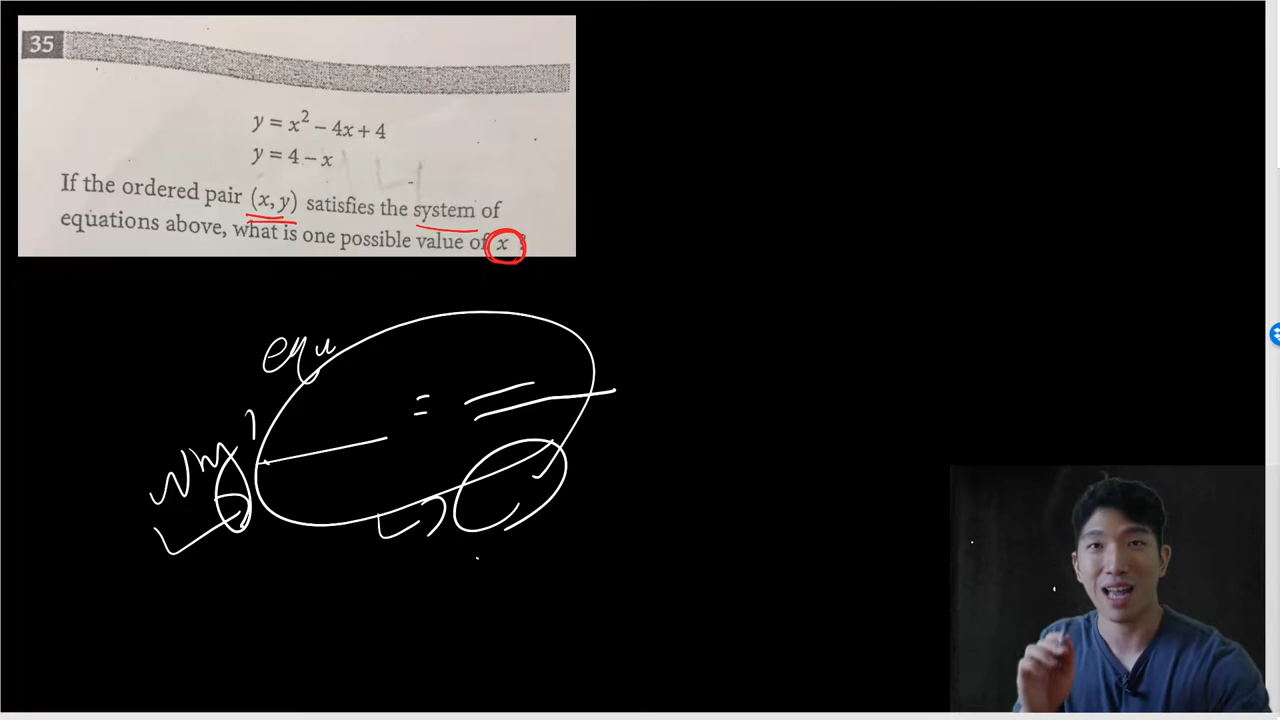 35
y = x² − 4x + 4
y = 4 − x
If the ordered pair (x, y) satisfies the system of
equations above, what is one possible value of x ?
equ
=
Why?